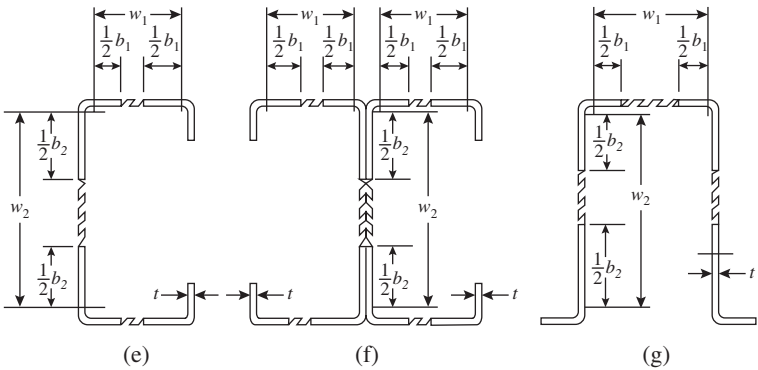 w₁ w₁ w₁ w₁
½b₁ ½b₁ ½b₁ ½b₁ ½b₁ ½b₁ ½b₁ ½b₁
½b₂ ½b₂ ½b₂
w₂ w₂ w₂
½b₂ ½b₂ ½b₂
t t t t
(e) (f) (g)